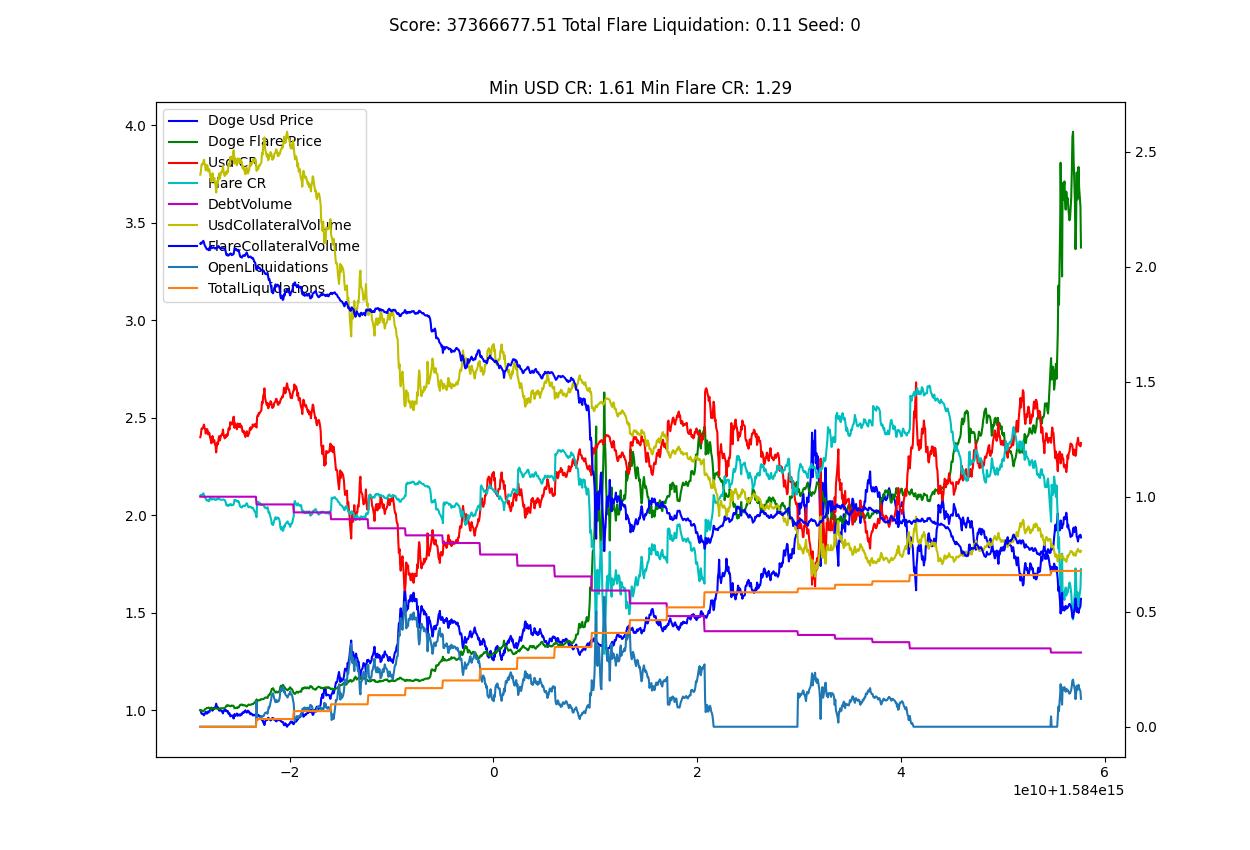 Score: 37366677.51 Total Flare Liquidation: 0.11 Seed: 0
Min USD CR: 1.61 Min Flare CR: 1.29
Doge Usd Price
Doge Flare Price
Usd CR
Flare CR
DebtVolume
UsdCollateralVolume
FlareCollateralVolume
OpenLiquidations
TotalLiquidations
4.0
3.5
3.0
2.5
2.0
1.5
1.0
2.5
2.0
1.5
1.0
0.5
0.0
−2
0
2
4
6
1e10+1.584e15